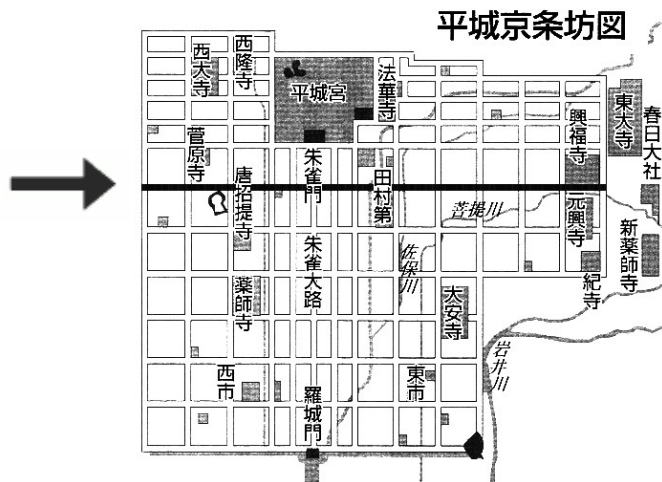 平城京条坊図
西大寺
西隆寺
平城宮
法華寺
東大寺
春日大社
興福寺
菅原寺
唐招提寺
朱雀門
田村第
菩提川
元興寺
新薬師寺
朱雀大路
佐保川
薬師寺
大安寺
紀寺
岩井川
西市
羅城門
東市